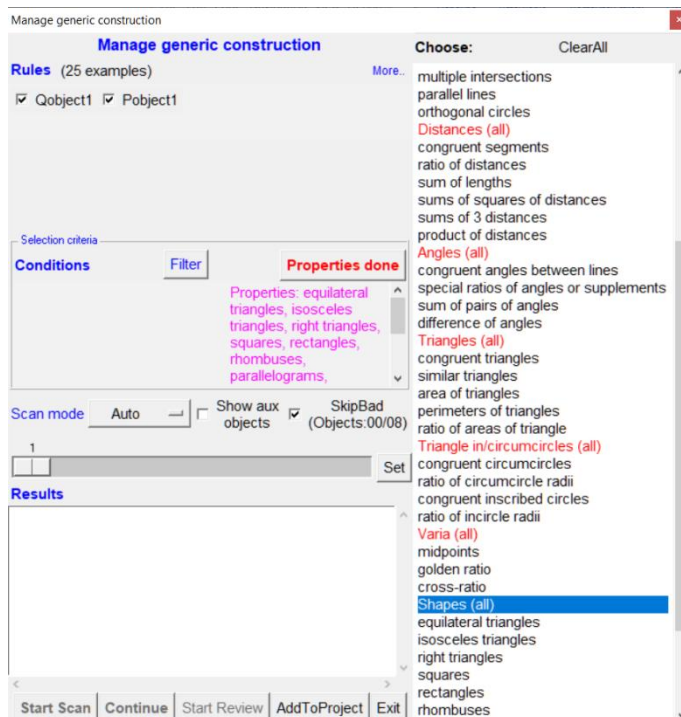 Manage generic construction
Manage generic construction
Rules (25 examples)
More..
Qobject1 Pobject1
Selection criteria
Conditions
Filter
Properties done
Properties: equilateral
triangles, isosceles
triangles, right triangles,
squares, rectangles,
rhombuses,
parallelograms,
Scan mode
Auto
Show aux
objects
SkipBad
(Objects:00/08)
1
Set
Results
Start Scan
Continue
Start Review
AddToProject
Exit
Choose:
ClearAll
multiple intersections
parallel lines
orthogonal circles
Distances (all)
congruent segments
ratio of distances
sum of lengths
sums of squares of distances
sums of 3 distances
product of distances
Angles (all)
congruent angles between lines
special ratios of angles or supplements
sum of pairs of angles
difference of angles
Triangles (all)
congruent triangles
similar triangles
area of triangles
perimeters of triangles
ratio of areas of triangle
Triangle in/circumcircles (all)
congruent circumcircles
ratio of circumcircle radii
congruent inscribed circles
ratio of incircle radii
Varia (all)
midpoints
golden ratio
cross-ratio
Shapes (all)
equilateral triangles
isosceles triangles
right triangles
squares
rectangles
rhombuses